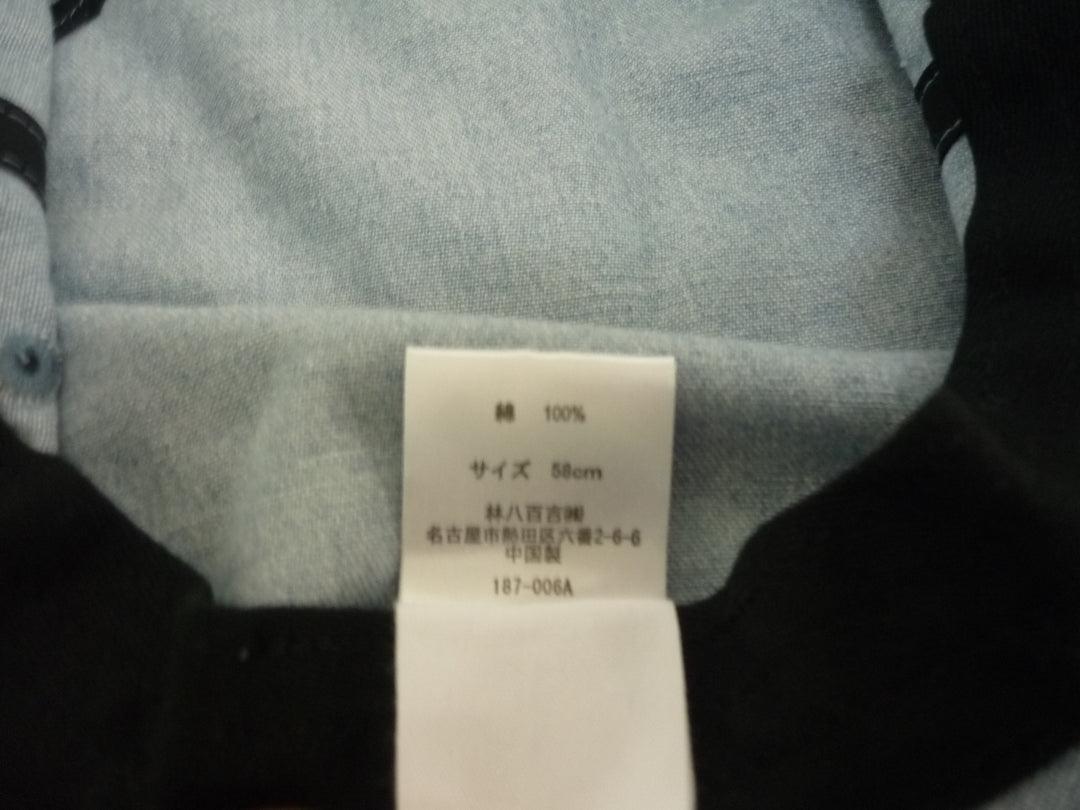 綿 100%
サイズ 58cm
林八百吉㈱
名古屋市熱田区六番2-6-6
中国製
187-006A